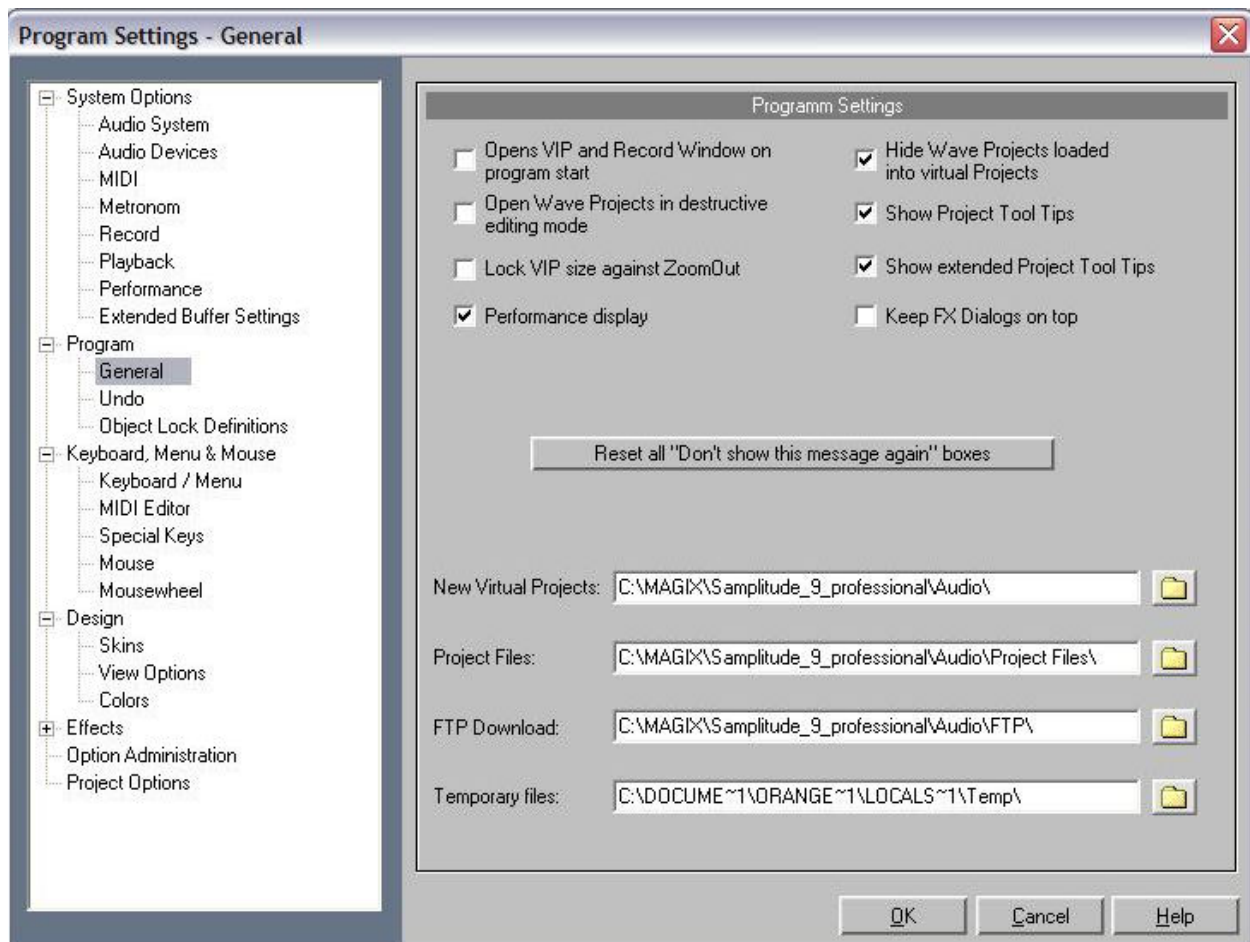 Program Settings - General
System Options
Audio System
Audio Devices
MIDI
Metronom
Record
Playback
Performance
Extended Buffer Settings
Program
General
Undo
Object Lock Definitions
Keyboard, Menu & Mouse
Keyboard / Menu
MIDI Editor
Special Keys
Mouse
Mousewheel
Design
Skins
View Options
Colors
Effects
Option Administration
Project Options
Programm Settings
Opens VIP and Record Window on
program start
Open Wave Projects in destructive
editing mode
Lock VIP size against ZoomOut
Performance display
Hide Wave Projects loaded
into virtual Projects
Show Project Tool Tips
Show extended Project Tool Tips
Keep FX Dialogs on top
Reset all "Don't show this message again" boxes
New Virtual Projects: C:\MAGIX\Samplitude_9_professional\Audio\
Project Files: C:\MAGIX\Samplitude_9_professional\Audio\Project Files\
FTP Download: C:\MAGIX\Samplitude_9_professional\Audio\FTP\
Temporary files: C:\DOCUME~1\ORANGE~1\LOCALS~1\Temp\
OK Cancel Help